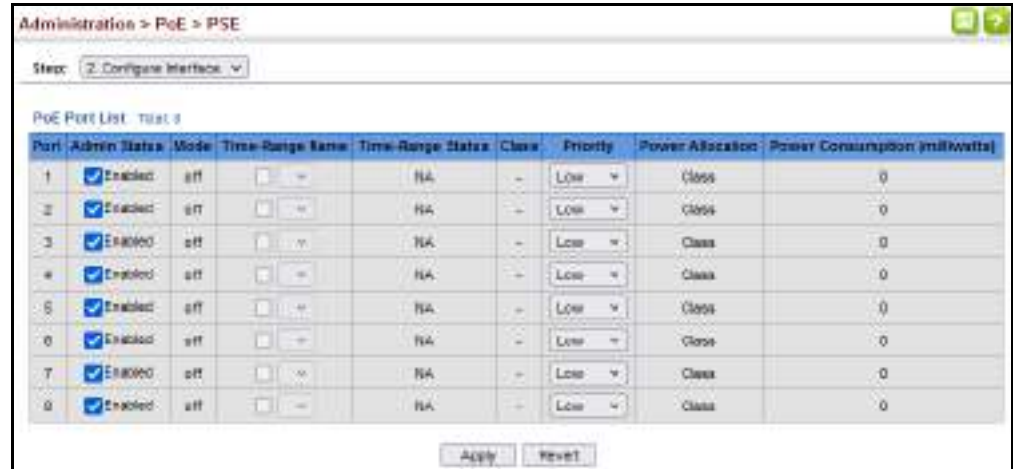 Administration > PoE > PSE
Step: 2. Configure Interface
PoE Port List Total: 8
Port Admin Status Mode Time-Range Name Time-Range Status Class Priority Power Allocation Power Consumption (milliwatts)
1 Enabled off NA - Low Class 0
2 Enabled off NA - Low Class 0
3 Enabled off NA - Low Class 0
4 Enabled off NA - Low Class 0
5 Enabled off NA - Low Class 0
6 Enabled off NA - Low Class 0
7 Enabled off NA - Low Class 0
8 Enabled off NA - Low Class 0
Apply Revert